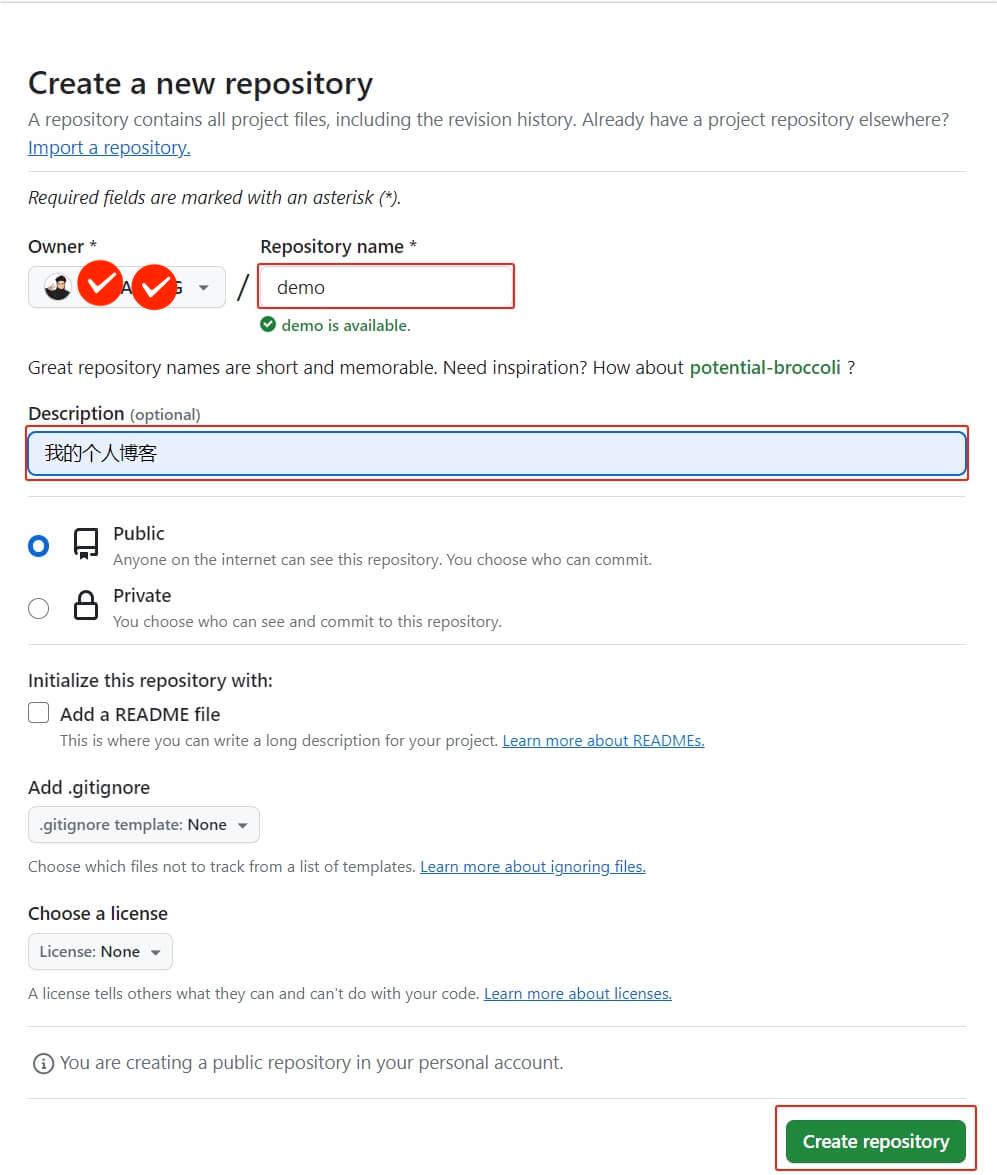 Create a new repository
A repository contains all project files, including the revision history. Already have a project repository elsewhere?
Import a repository.
Required fields are marked with an asterisk (*).
Owner * Repository name *
/ demo
demo is available.
Great repository names are short and memorable. Need inspiration? How about potential-broccoli ?
Description (optional)
我的个人博客
Public
Anyone on the internet can see this repository. You choose who can commit.
Private
You choose who can see and commit to this repository.
Initialize this repository with:
Add a README file
This is where you can write a long description for your project. Learn more about READMEs.
Add .gitignore
.gitignore template: None
Choose which files not to track from a list of templates. Learn more about ignoring files.
Choose a license
License: None
A license tells others what they can and can't do with your code. Learn more about licenses.
You are creating a public repository in your personal account.
Create repository